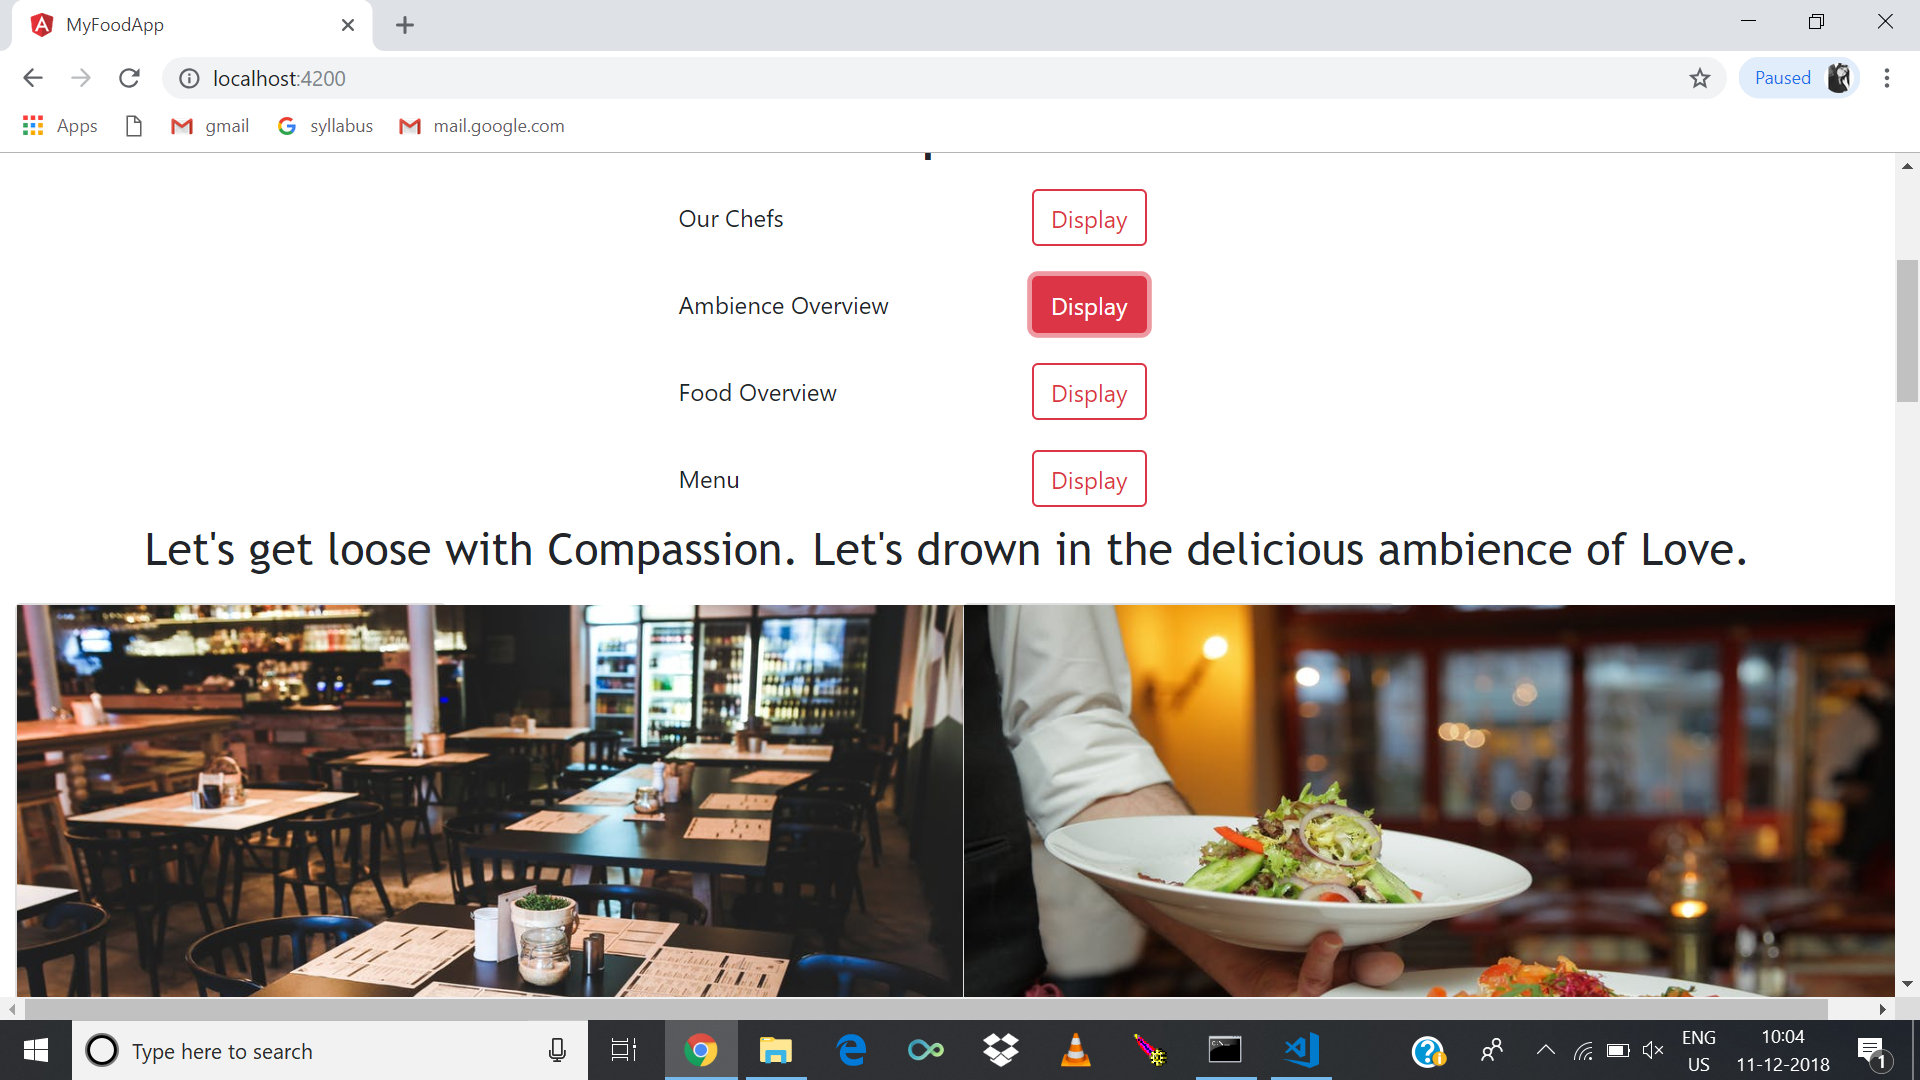 MyFoodApp
localhost:4200
Paused
Apps gmail syllabus mail.google.com
Our Chefs Display
Ambience Overview Display
Food Overview Display
Menu Display
Let's get loose with Compassion. Let's drown in the delicious ambience of Love.
Type here to search
ENG
US
10:04
11-12-2018
1